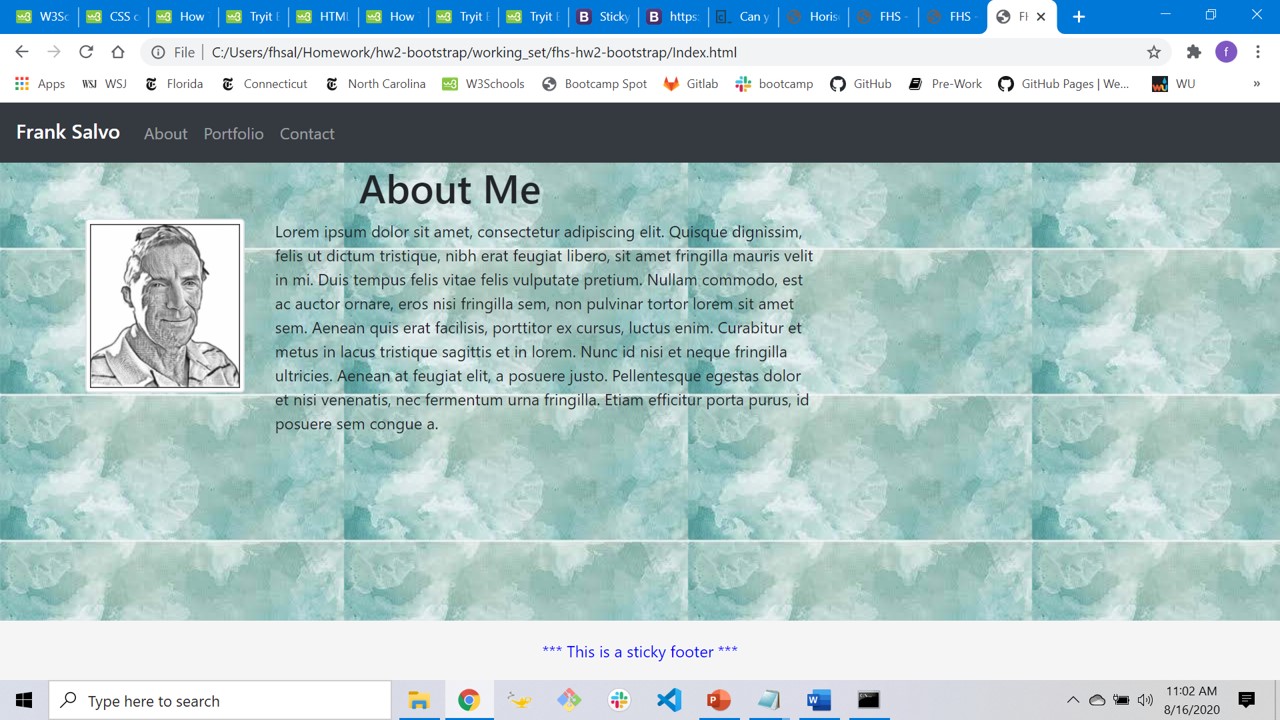 W3Sc
CSS c
How
Tryit E
HTML
How
Tryit E
Tryit E
Sticky
https:
Can y
Horis
FHS -
FHS -
FH
File
C:/Users/fhsal/Homework/hw2-bootstrap/working_set/fhs-hw2-bootstrap/Index.html
f
Apps
WSJ WSJ
Florida
Connecticut
North Carolina
W3Schools
Bootcamp Spot
Gitlab
bootcamp
GitHub
Pre-Work
GitHub Pages | We...
WU
»
Frank Salvo About Portfolio Contact
About Me
Lorem ipsum dolor sit amet, consectetur adipiscing elit. Quisque dignissim,
felis ut dictum tristique, nibh erat feugiat libero, sit amet fringilla mauris velit
in mi. Duis tempus felis vitae felis vulputate pretium. Nullam commodo, est
ac auctor ornare, eros nisi fringilla sem, non pulvinar tortor lorem sit amet
sem. Aenean quis erat facilisis, porttitor ex cursus, luctus enim. Curabitur et
metus in lacus tristique sagittis et in lorem. Nunc id nisi et neque fringilla
ultricies. Aenean at feugiat elit, a posuere justo. Pellentesque egestas dolor
et nisi venenatis, nec fermentum urna fringilla. Etiam efficitur porta purus, id
posuere sem congue a.
*** This is a sticky footer ***
Type here to search
11:02 AM
8/16/2020